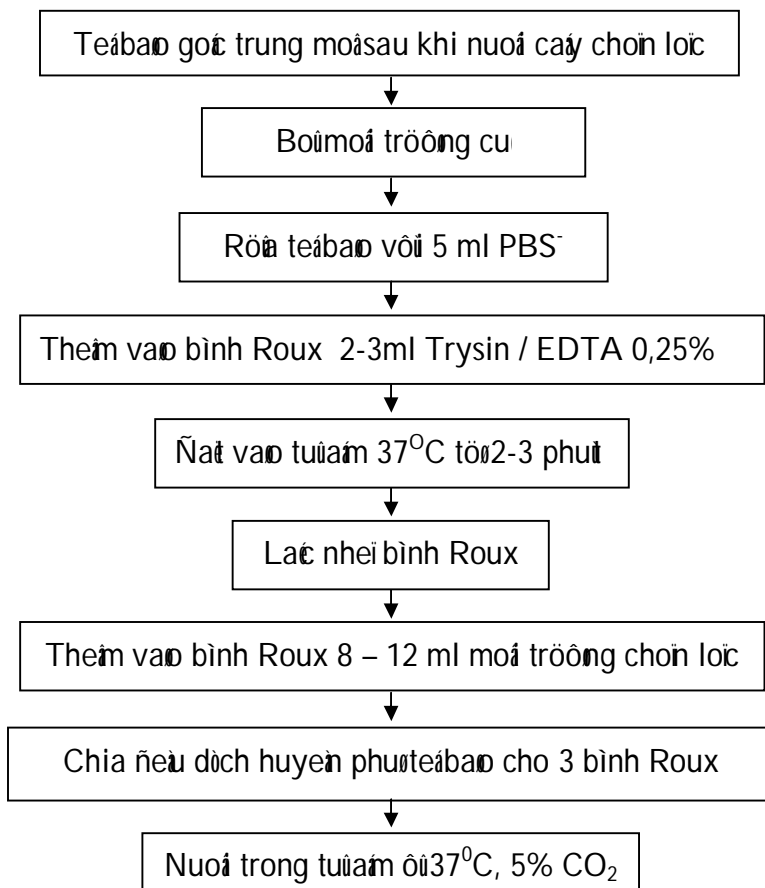 Teá baøo goác trung moâ sau khi nuoâi caáy choïn loïc
Boû moâi tröôøng cuõ
Röûa teá baøo vôùi 5 ml PBS⁻
Theâm vaøo bình Roux 2-3ml Trysin / EDTA 0,25%
Ñaët vaøo tuû aám 37⁰C töø 2-3 phuùt
Laéc nheï bình Roux
Theâm vaøo bình Roux 8 – 12 ml moâi tröôøng choïn loïc
Chia ñeàu dòch huyeàn phuø teá baøo cho 3 bình Roux
Nuoâi trong tuû aám ôû 37⁰C, 5% CO₂